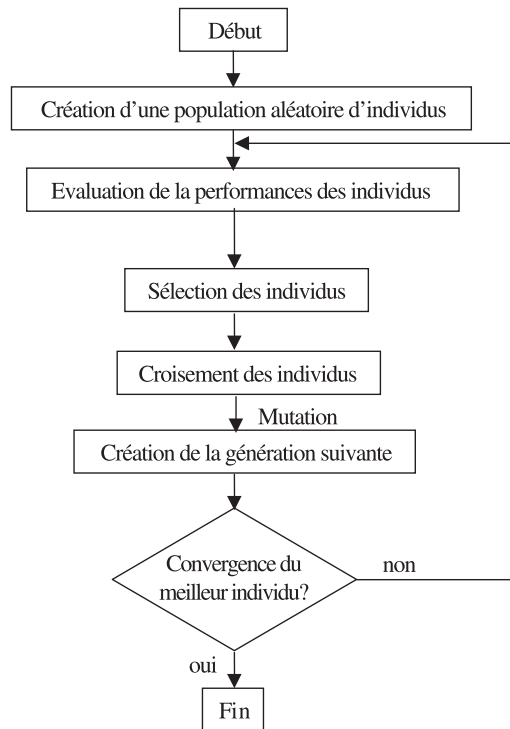 Début
Création d'une population aléatoire d'individus
Evaluation de la performances des individus
Sélection des individus
Croisement des individus
Mutation
Création de la génération suivante
Convergence du
meilleur individu?
non
oui
Fin